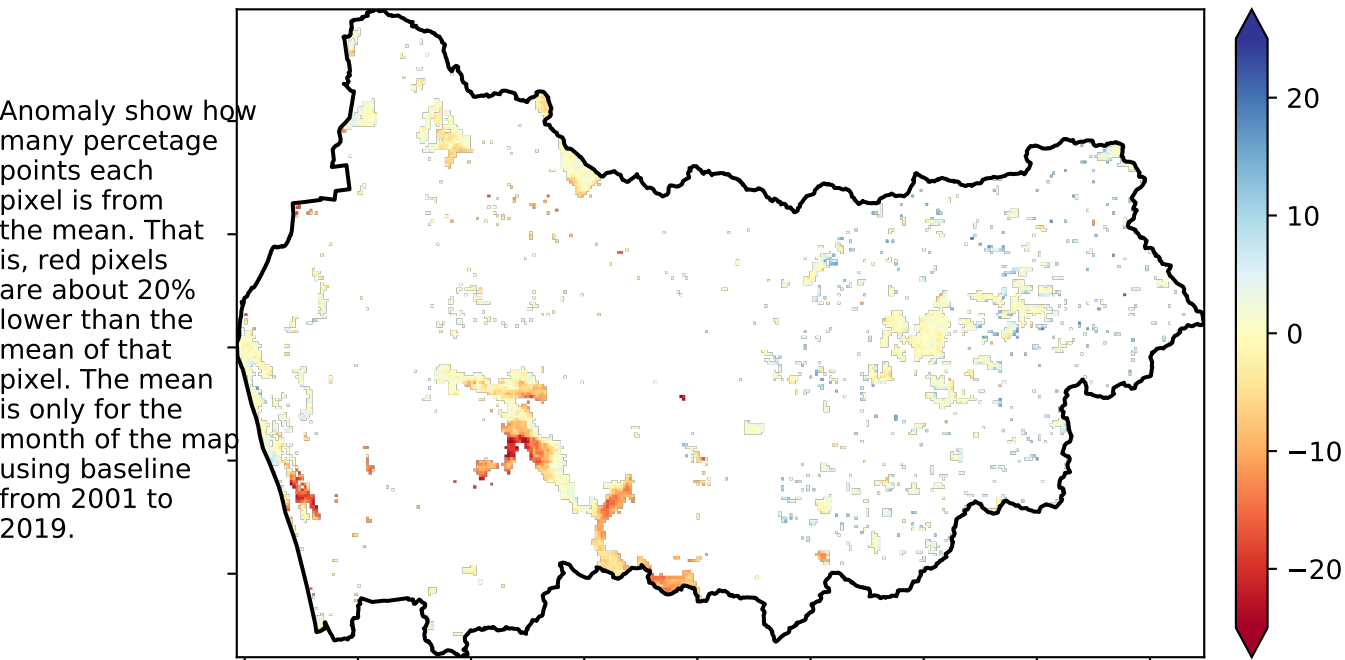 Anomaly show how
many percetage
points each
pixel is from
the mean. That
is, red pixels
are about 20%
lower than the
mean of that
pixel. The mean
is only for the
month of the map
using baseline
from 2001 to
2019.
20
10
0
−10
−20